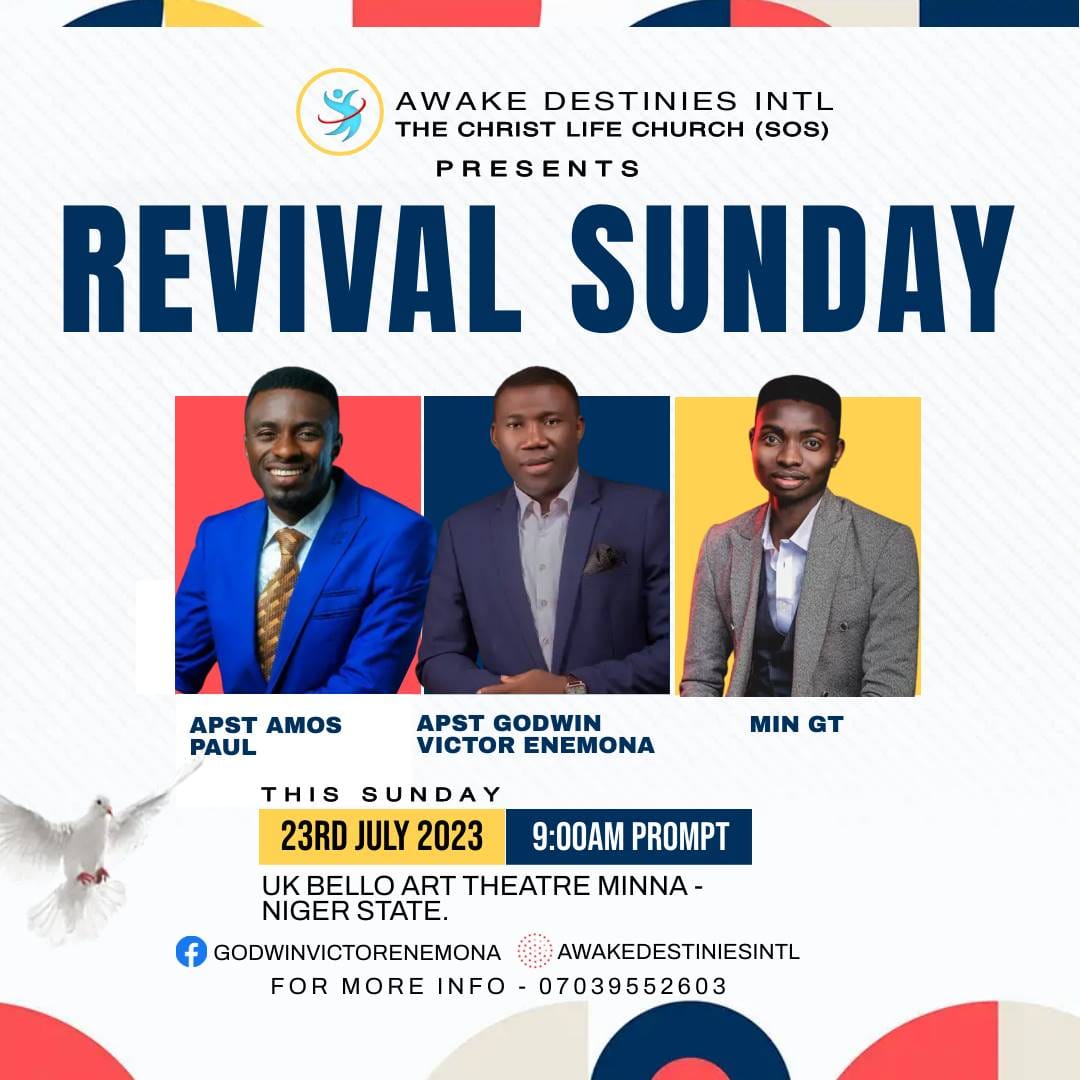 AWAKE DESTINIES INTL
THE CHRIST LIFE CHURCH (SOS)
PRESENTS
REVIVAL SUNDAY
APST AMOS
PAUL
APST GODWIN
VICTOR ENEMONA
MIN GT
THIS SUNDAY
23RD JULY 2023
9:00AM PROMPT
UK BELLO ART THEATRE MINNA -
NIGER STATE.
GODWINVICTORENEMONA
AWAKEDESTINIESINTL
FOR MORE INFO - 07039552603